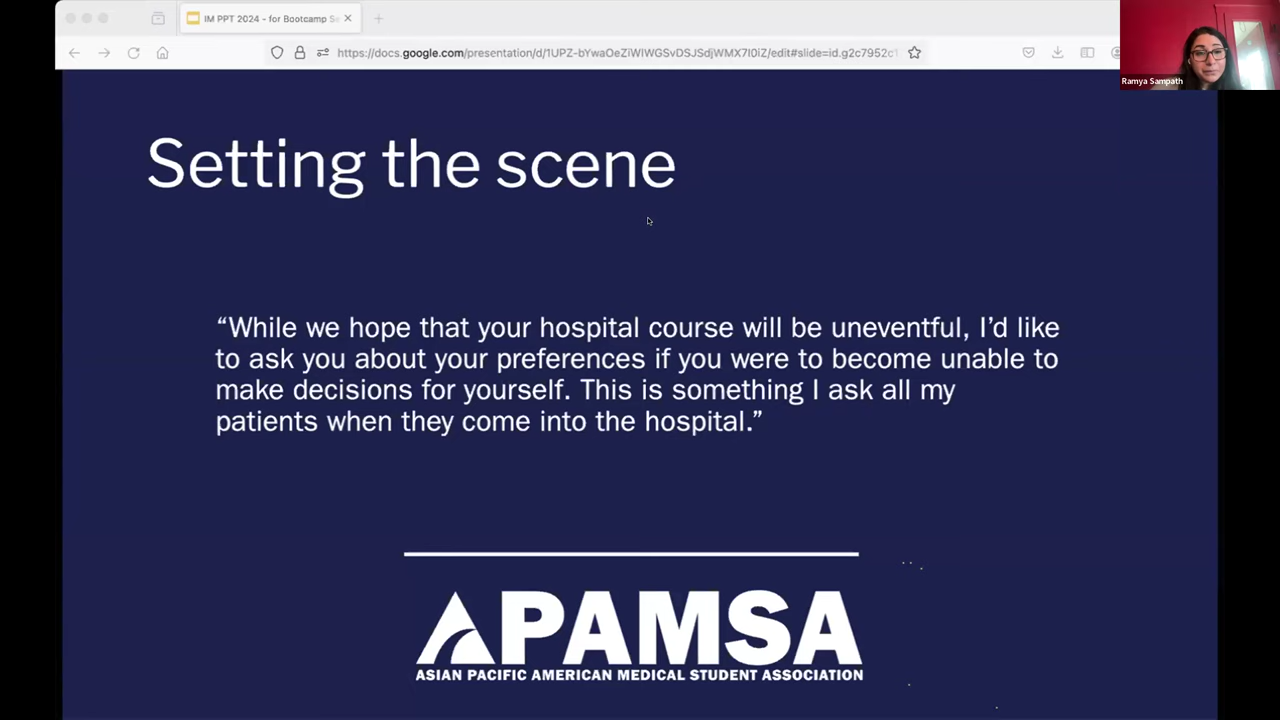 IM PPT 2024 - for Bootcamp Se
https://docs.google.com/presentation/d/1UPZ-bYwaOeZiWIWGSvDSJSdjWMX7I0iZ/edit#slide=id.g2c7952c1
Ramya Sampath
Setting the scene
“While we hope that your hospital course will be uneventful, I’d like
to ask you about your preferences if you were to become unable to
make decisions for yourself. This is something I ask all my
patients when they come into the hospital.”
APAMSA
ASIAN PACIFIC AMERICAN MEDICAL STUDENT ASSOCIATION